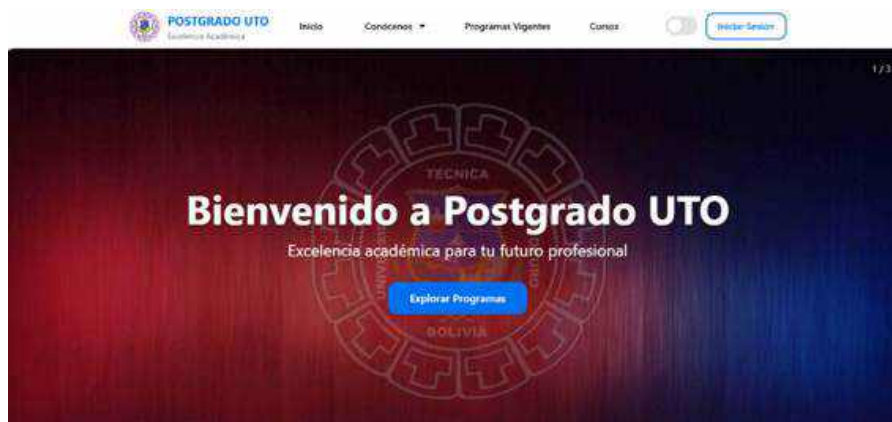 POSTGRADO UTO
Excelencia Académica
Inicio
Conócenos
Programas Vigentes
Cursos
Iniciar Sesión
1 / 3
TECNICA
Bienvenido a Postgrado UTO
Excelencia académica para tu futuro profesional
Explorar Programas
BOLIVIA